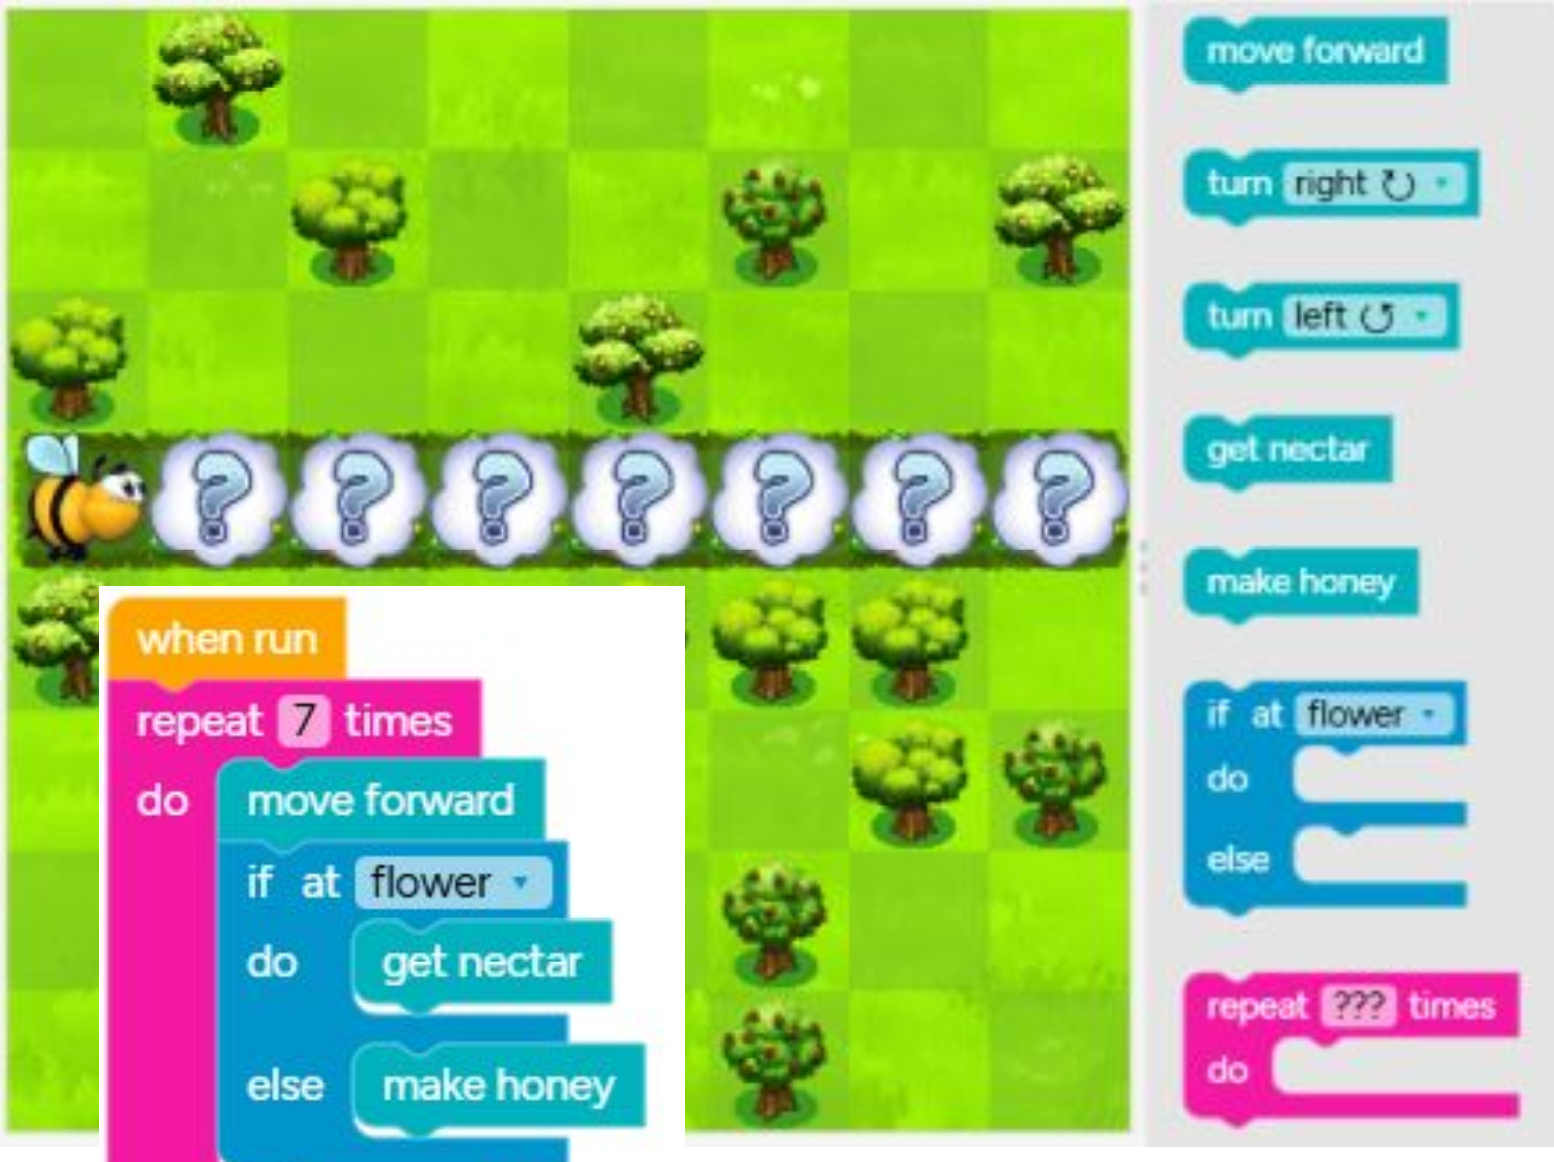 move forward
turn right ↻
turn left ↺
get nectar
make honey
if at flower
do
else
repeat ??? times
do
? ? ? ? ? ? ?
when run
repeat 7 times
do move forward
if at flower
do get nectar
else make honey